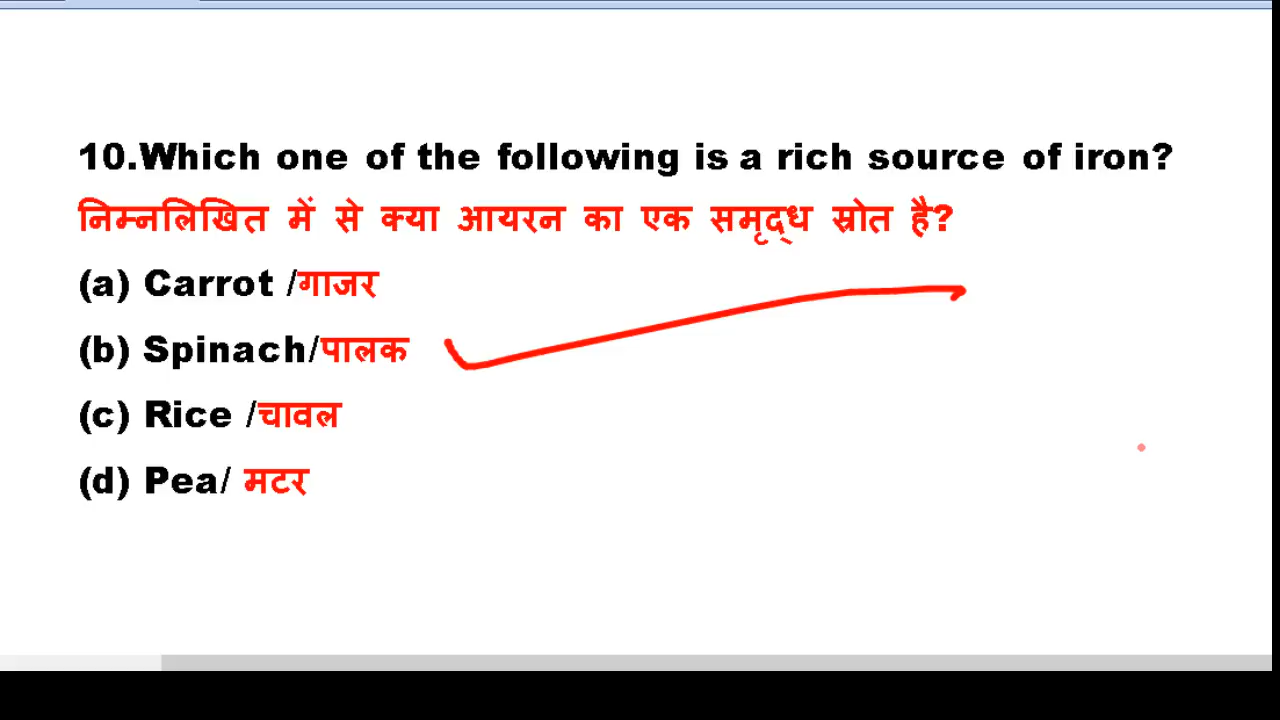 10.Which one of the following is a rich source of iron?
निम्नलिखित में से क्या आयरन का एक समृद्ध स्रोत है?
(a) Carrot /गाजर
(b) Spinach/पालक
(c) Rice /चावल
(d) Pea/ मटर